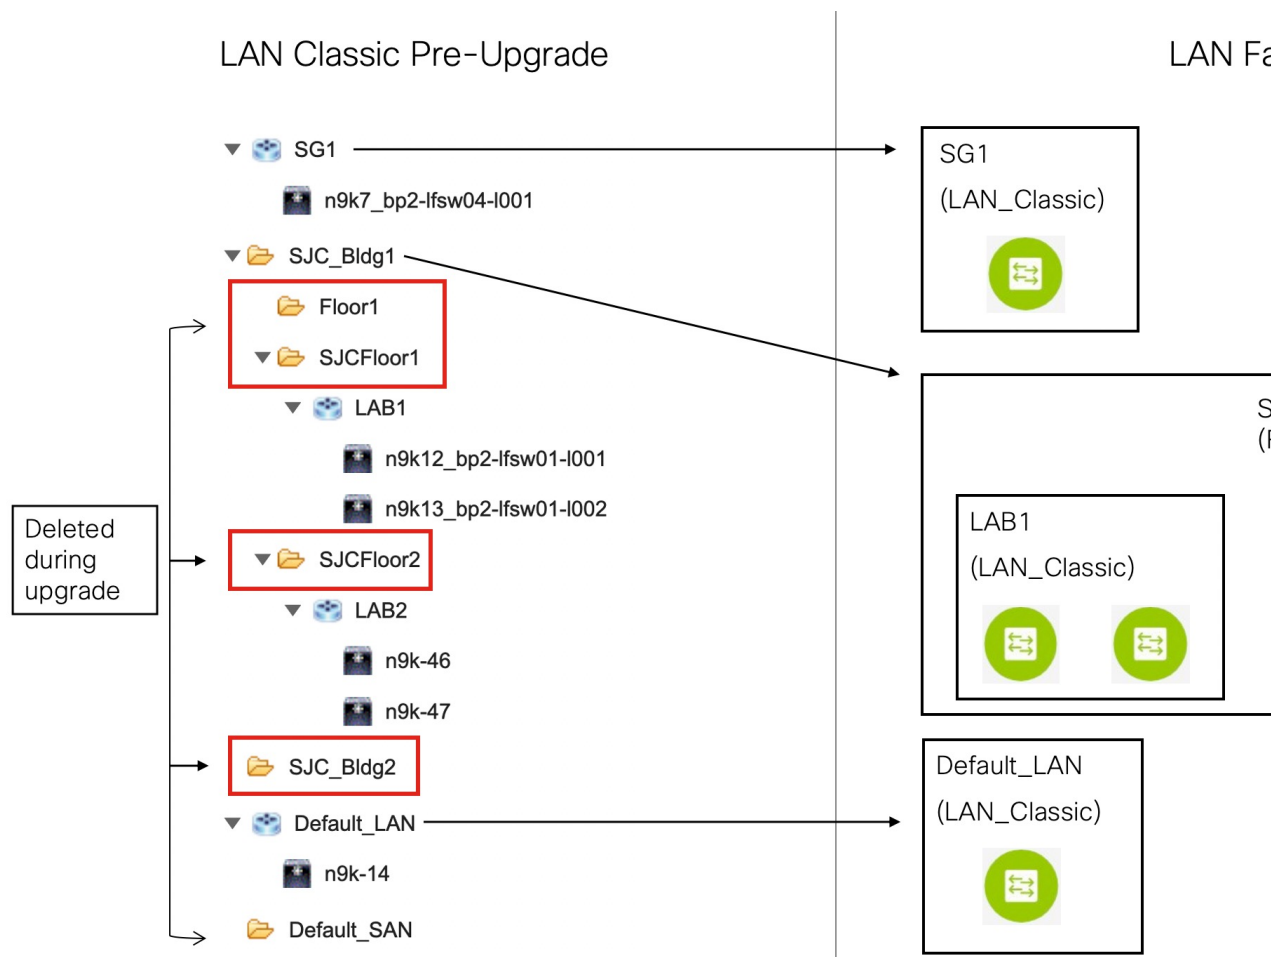 LAN Classic Pre-Upgrade
SG1
n9k7_bp2-lfsw04-l001
SJC_Bldg1
Floor1
SJCFloor1
LAB1
n9k12_bp2-lfsw01-l001
n9k13_bp2-lfsw01-l002
SJCFloor2
LAB2
n9k-46
n9k-47
SJC_Bldg2
Default_LAN
n9k-14
Default_SAN
Deleted
during
upgrade
LAN Fa
SG1
(LAN_Classic)
S
LAB1
(LAN_Classic)
Default_LAN
(LAN_Classic)